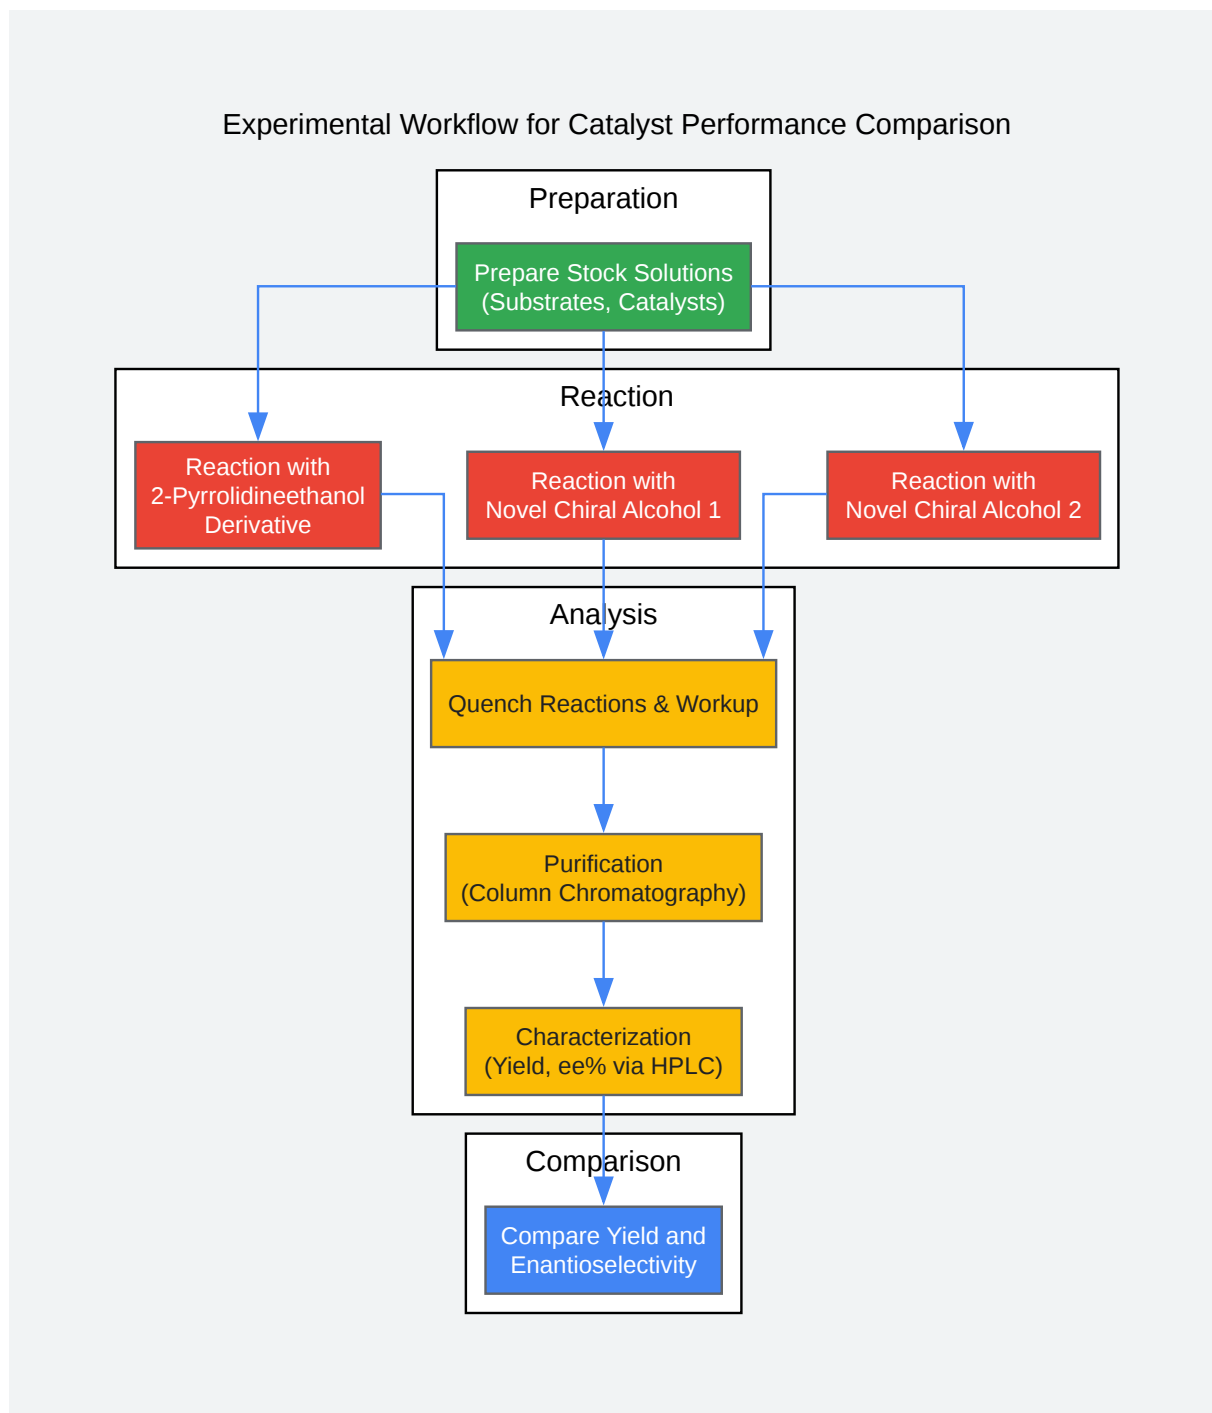 Experimental Workflow for Catalyst Performance Comparison
Preparation
Prepare Stock Solutions
(Substrates, Catalysts)
Reaction
Reaction with
2-Pyrrolidineethanol
Derivative
Reaction with
Novel Chiral Alcohol 1
Reaction with
Novel Chiral Alcohol 2
Analysis
Quench Reactions & Workup
Purification
(Column Chromatography)
Characterization
(Yield, ee% via HPLC)
Comparison
Compare Yield and
Enantioselectivity